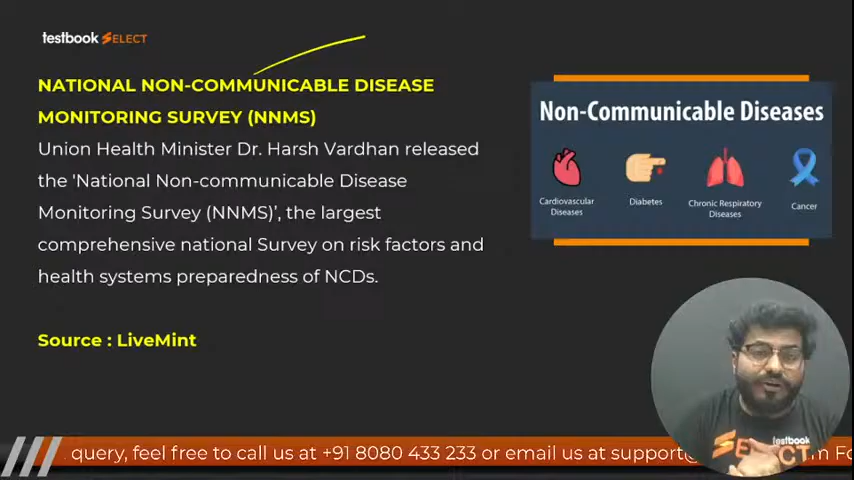 testbook SELECT
NATIONAL NON-COMMUNICABLE DISEASE
MONITORING SURVEY (NNMS)
Union Health Minister Dr. Harsh Vardhan released
the 'National Non-communicable Disease
Monitoring Survey (NNMS)', the largest
comprehensive national Survey on risk factors and
health systems preparedness of NCDs.
Source : LiveMint
Non-Communicable Diseases
Cardiovascular
Diseases
Diabetes
Chronic Respiratory
Diseases
Cancer
testbook
query, feel free to call us at +91 8080 433 233 or email us at support@